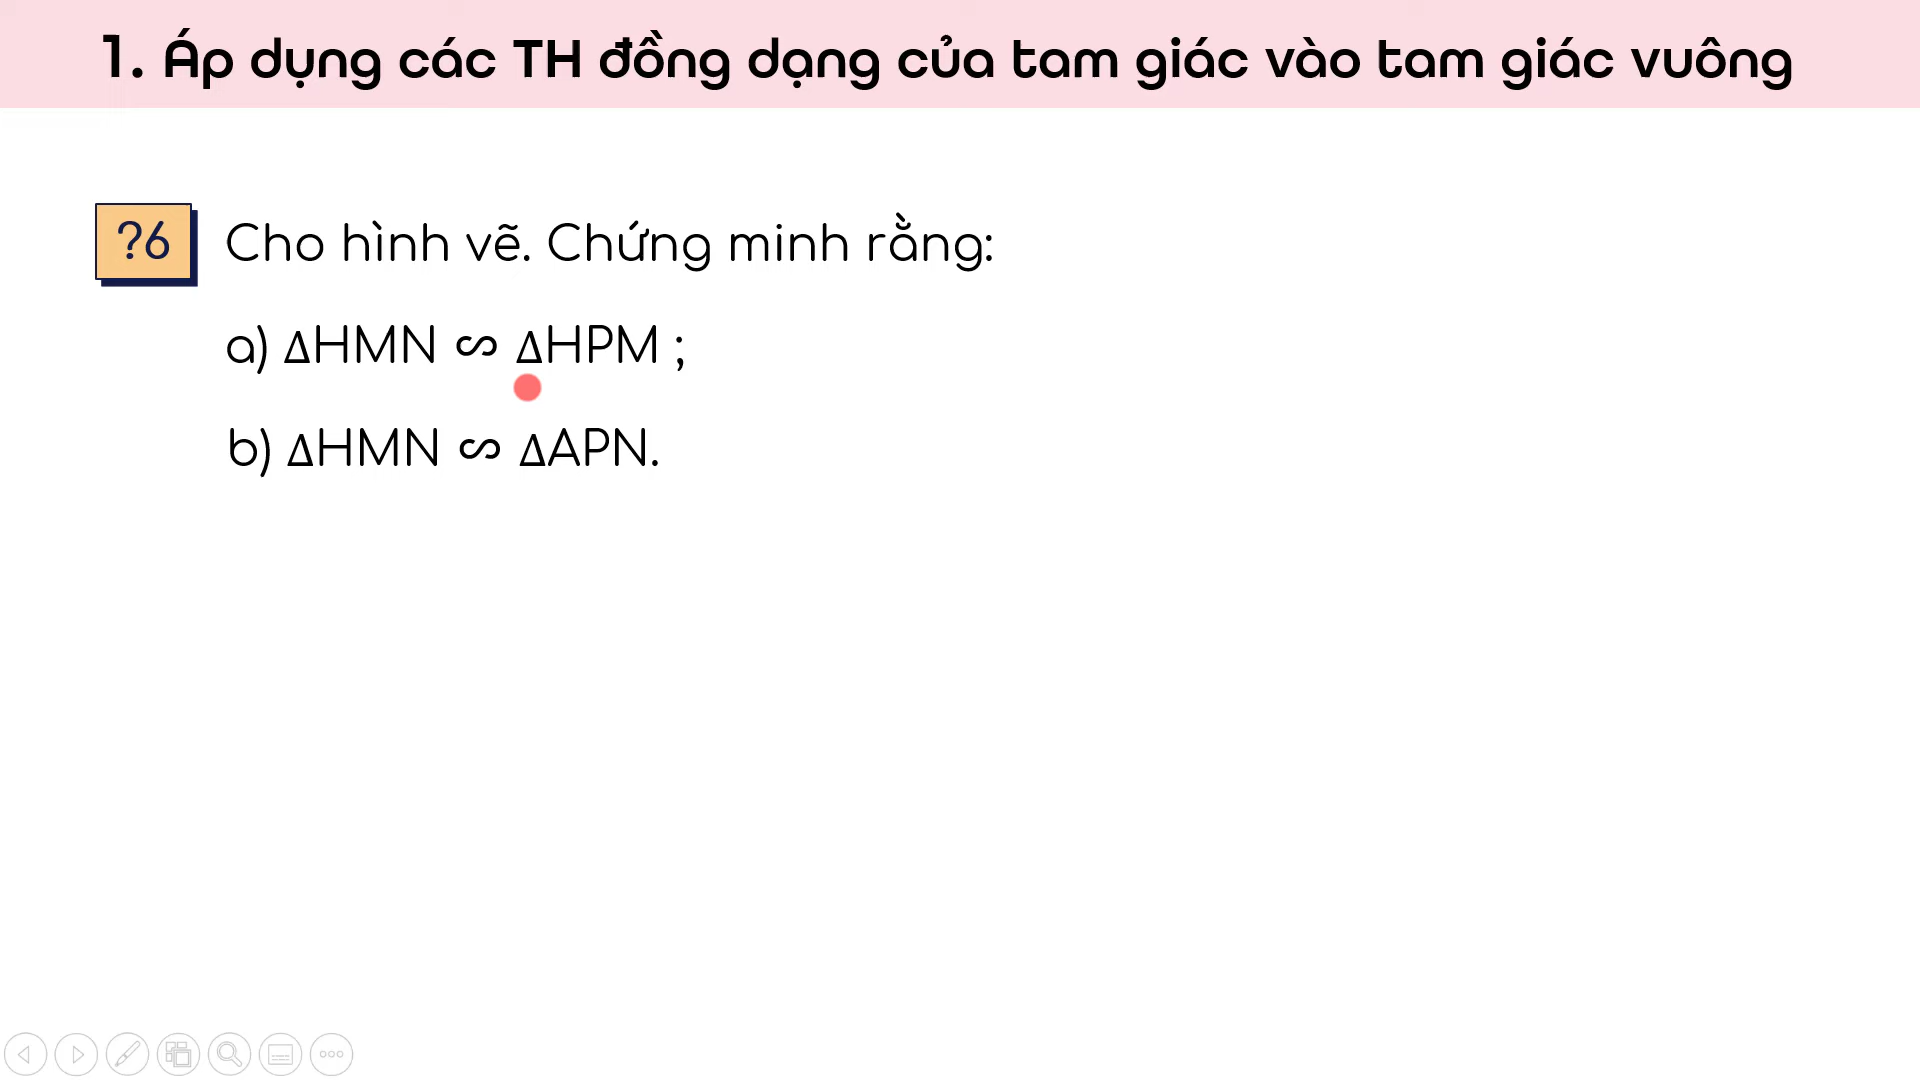 1. Áp dụng các TH đồng dạng của tam giác vào tam giác vuông
?6 Cho hình vẽ. Chứng minh rằng:
a) ΔHMN ∽ ΔHPM ;
b) ΔHMN ∽ ΔAPN.